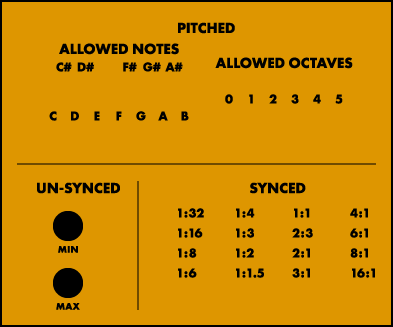 PITCHED
ALLOWED NOTES
C# D# F# G# A#
ALLOWED OCTAVES
0 1 2 3 4 5
C D E F G A B
UN-SYNCED
MIN
MAX
SYNCED
1:32 1:4 1:1 4:1
1:16 1:3 2:3 6:1
1:8 1:2 2:1 8:1
1:6 1:1.5 3:1 16:1